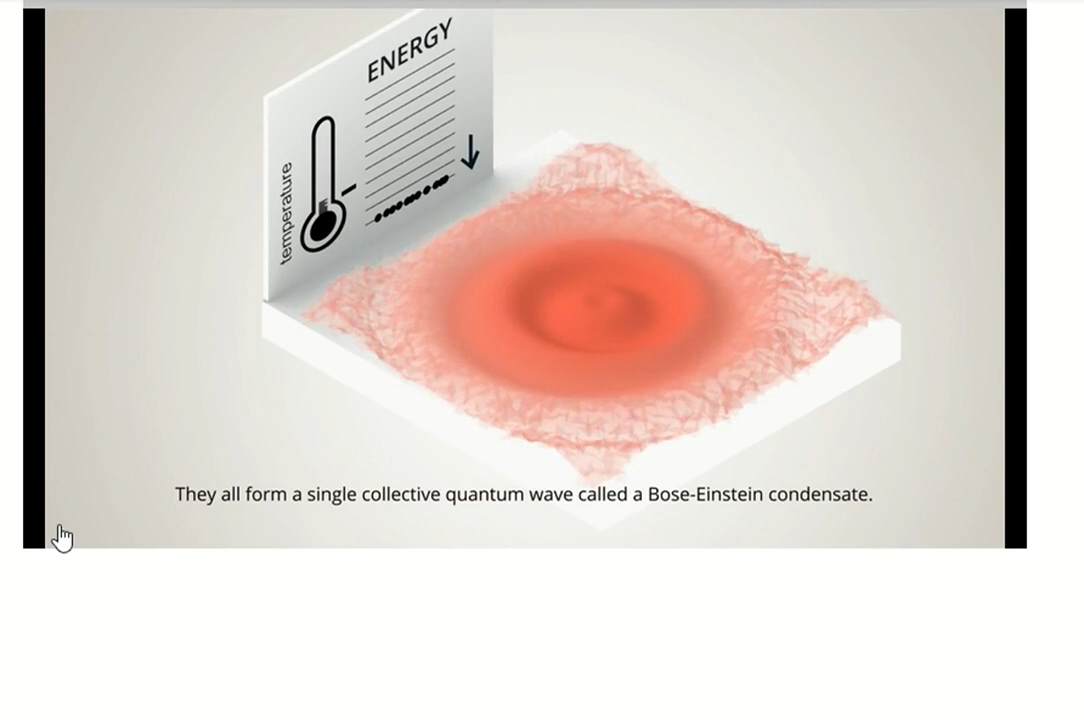 ENERGY
temperature
They all form a single collective quantum wave called a Bose-Einstein condensate.